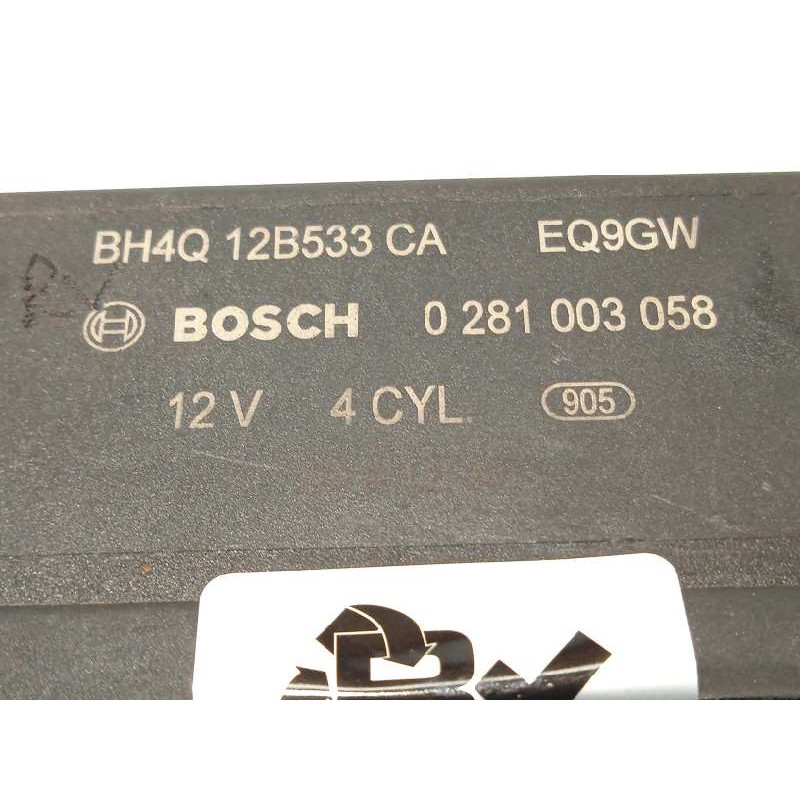 BH4Q 12B533 CA EQ9GW
BOSCH 0 281 003 058
12 V 4 CYL. 905